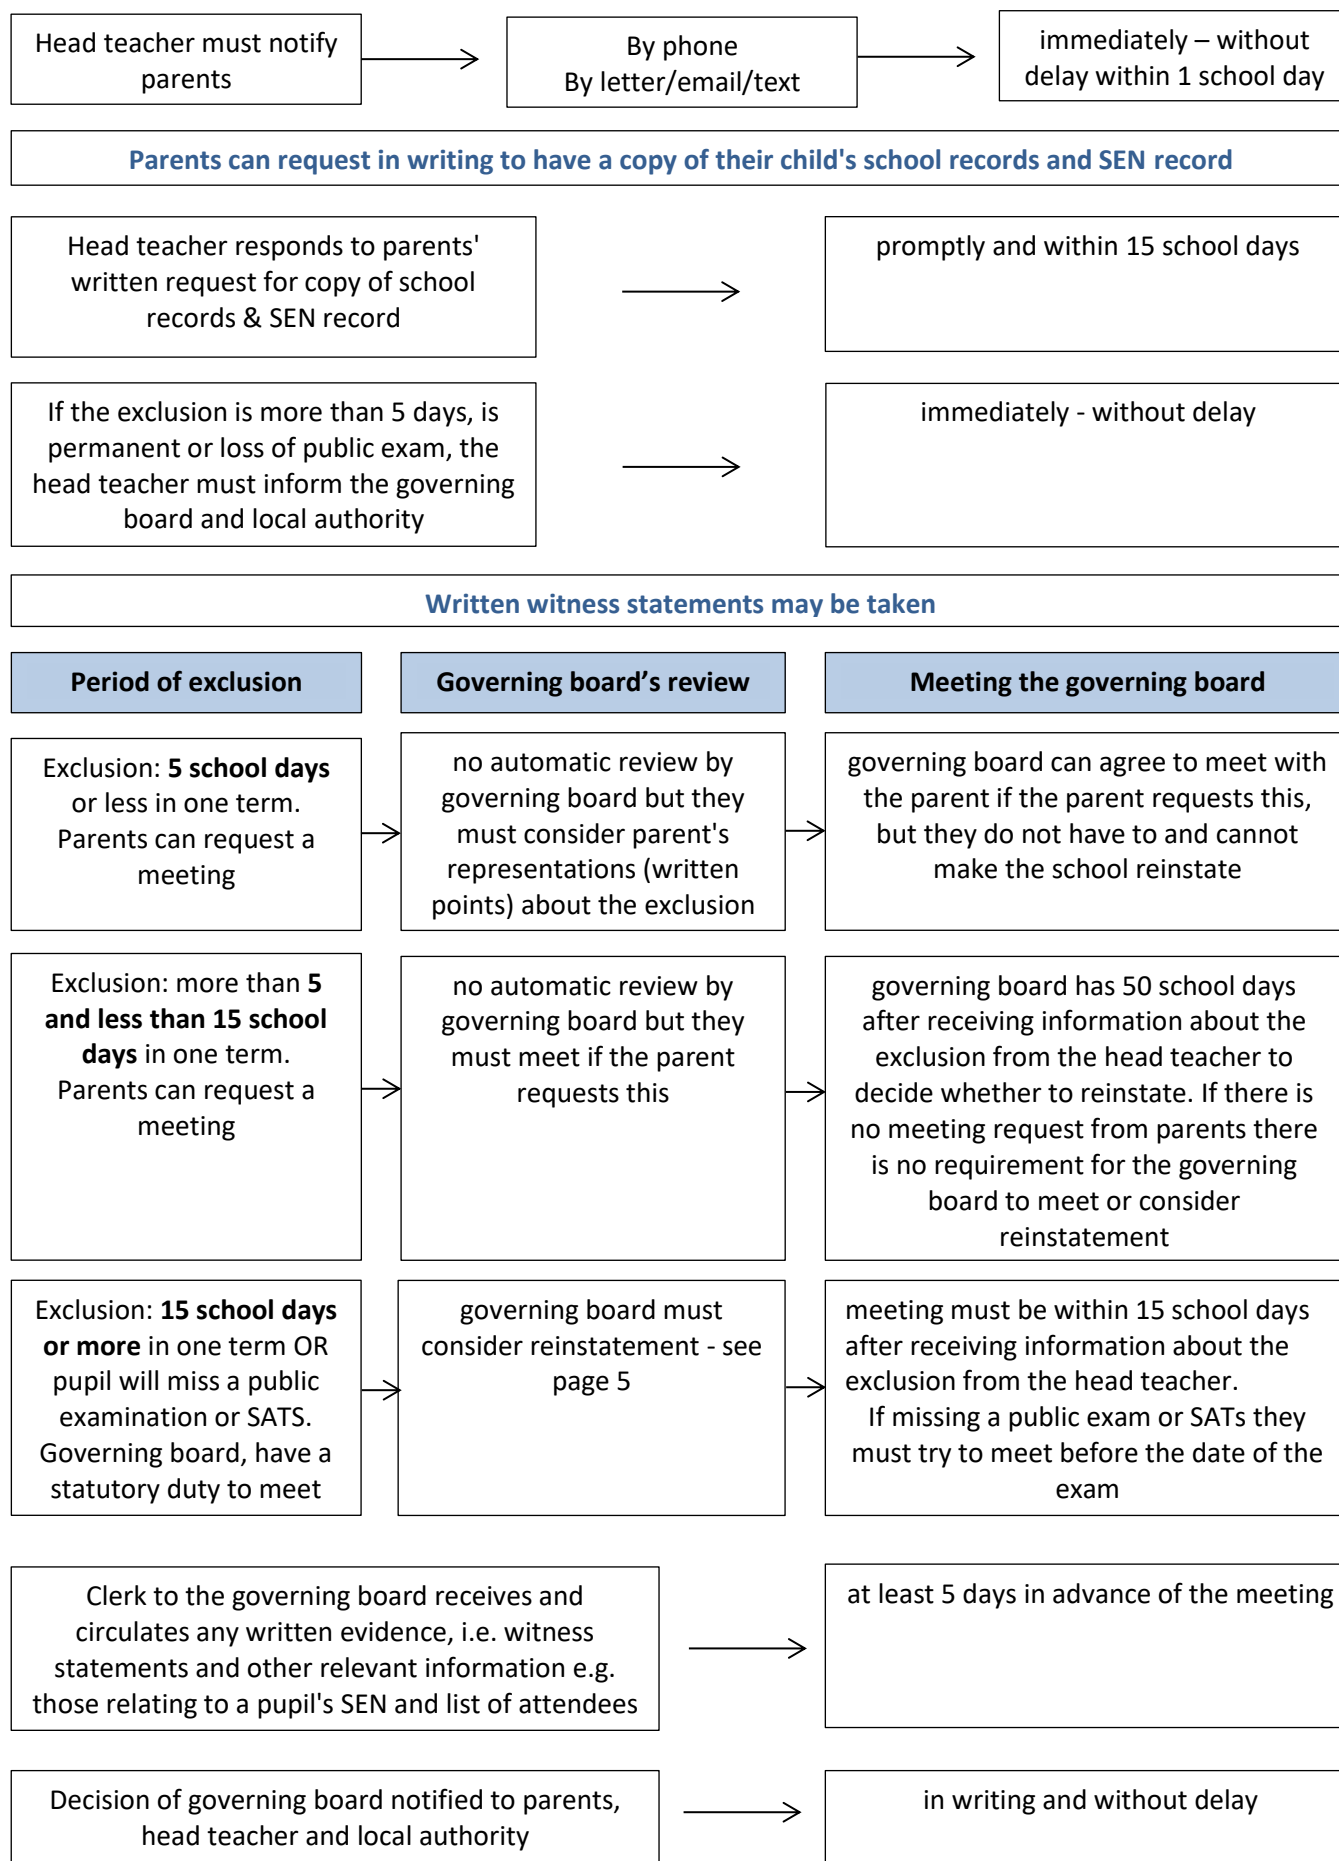 Head teacher must notify
parents
By phone
By letter/email/text
immediately – without
delay within 1 school day
Parents can request in writing to have a copy of their child's school records and SEN record
Head teacher responds to parents'
written request for copy of school
records & SEN record
promptly and within 15 school days
If the exclusion is more than 5 days, is
permanent or loss of public exam, the
head teacher must inform the governing
board and local authority
immediately - without delay
Written witness statements may be taken
Period of exclusion
Governing board’s review
Meeting the governing board
Exclusion: 5 school days
or less in one term.
Parents can request a
meeting
no automatic review by
governing board but they
must consider parent's
representations (written
points) about the exclusion
governing board can agree to meet with
the parent if the parent requests this,
but they do not have to and cannot
make the school reinstate
Exclusion: more than 5
and less than 15 school
days in one term.
Parents can request a
meeting
no automatic review by
governing board but they
must meet if the parent
requests this
governing board has 50 school days
after receiving information about the
exclusion from the head teacher to
decide whether to reinstate. If there is
no meeting request from parents there
is no requirement for the governing
board to meet or consider
reinstatement
Exclusion: 15 school days
or more in one term OR
pupil will miss a public
examination or SATS.
Governing board, have a
statutory duty to meet
governing board must
consider reinstatement - see
page 5
meeting must be within 15 school days
after receiving information about the
exclusion from the head teacher.
If missing a public exam or SATs they
must try to meet before the date of the
exam
Clerk to the governing board receives and
circulates any written evidence, i.e. witness
statements and other relevant information e.g.
those relating to a pupil's SEN and list of attendees
at least 5 days in advance of the meeting
Decision of governing board notified to parents,
head teacher and local authority
in writing and without delay